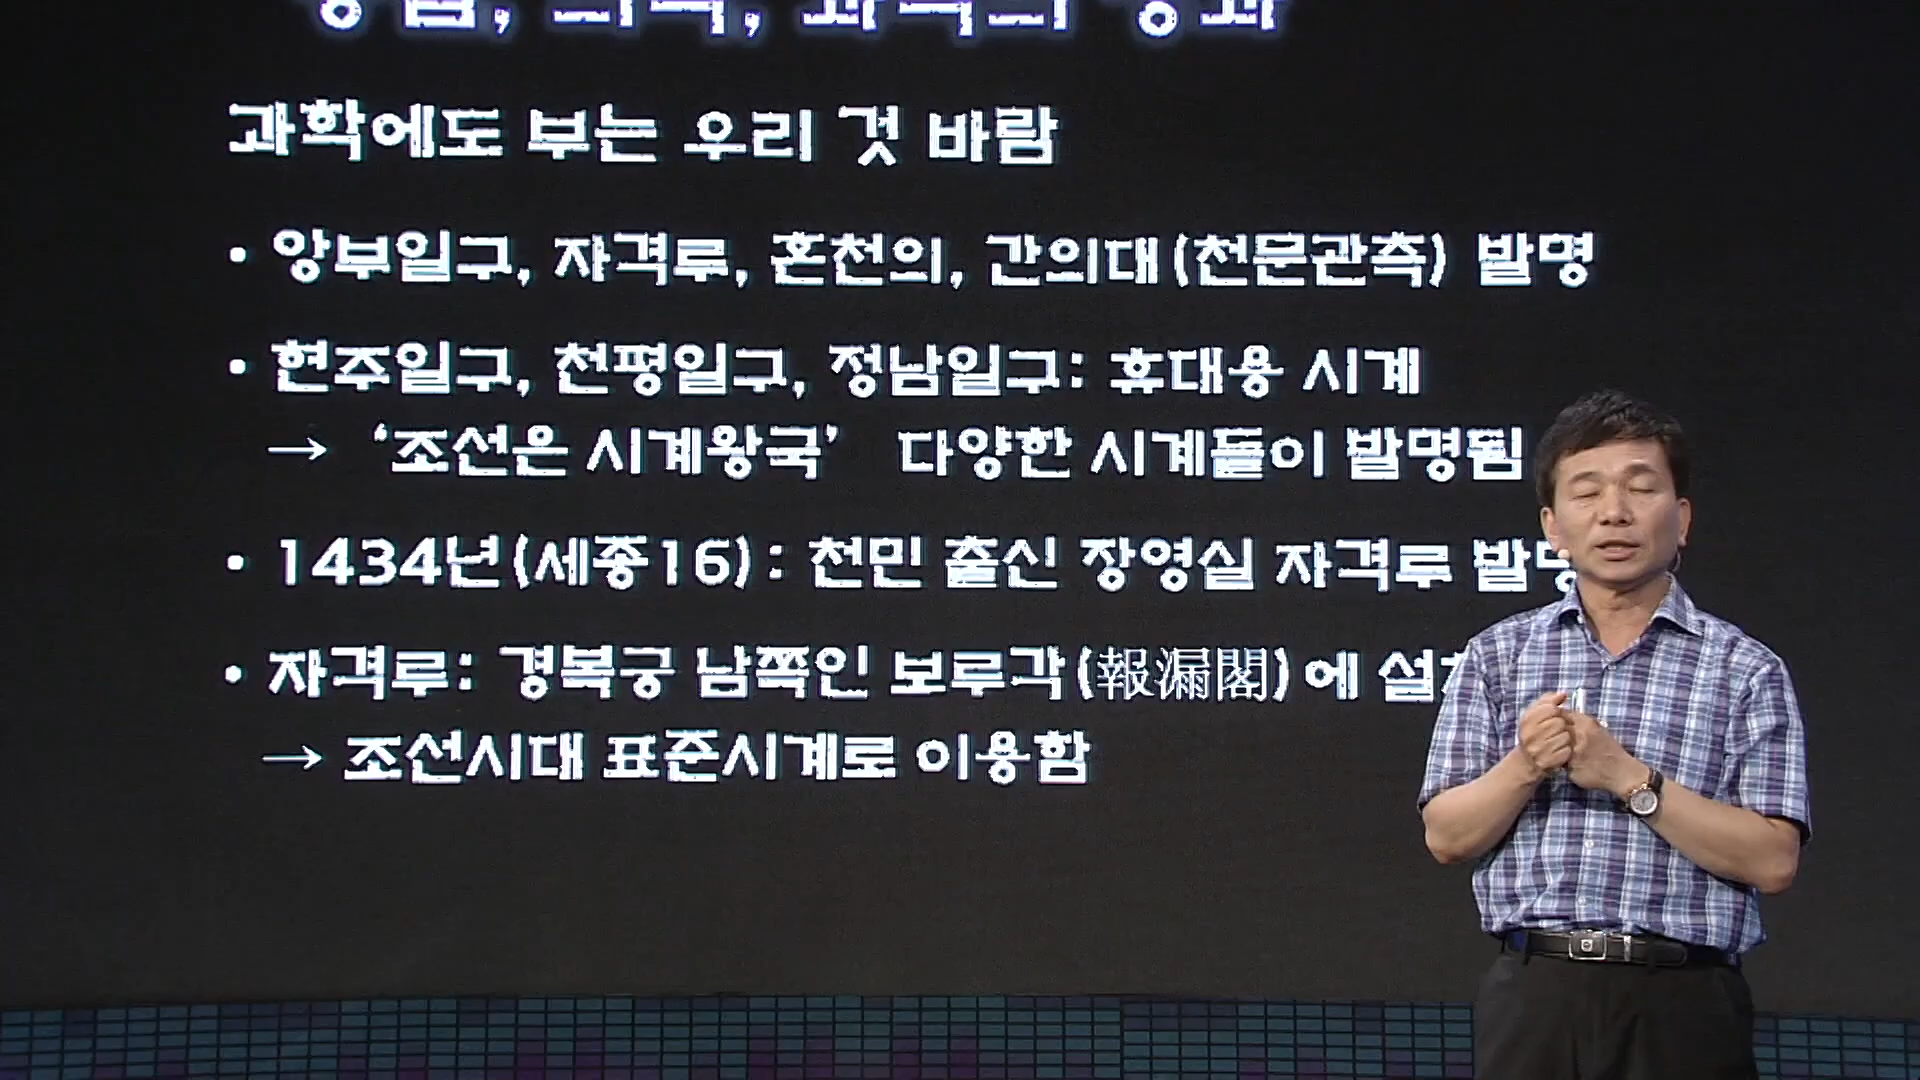 과학에도 부는 우리 것 바람
• 앙부일구, 자격루, 혼천의, 간의대(천문관측) 발명
• 현주일구, 천평일구, 정남일구: 휴대용 시계
→ ‘조선은 시계왕국’ 다양한 시계들이 발명됨
• 1434년(세종16): 천민 출신 장영실 자격루
• 자격루: 경복궁 남쪽인 보루각(報漏閣)에
→ 조선시대 표준시계로 이용함